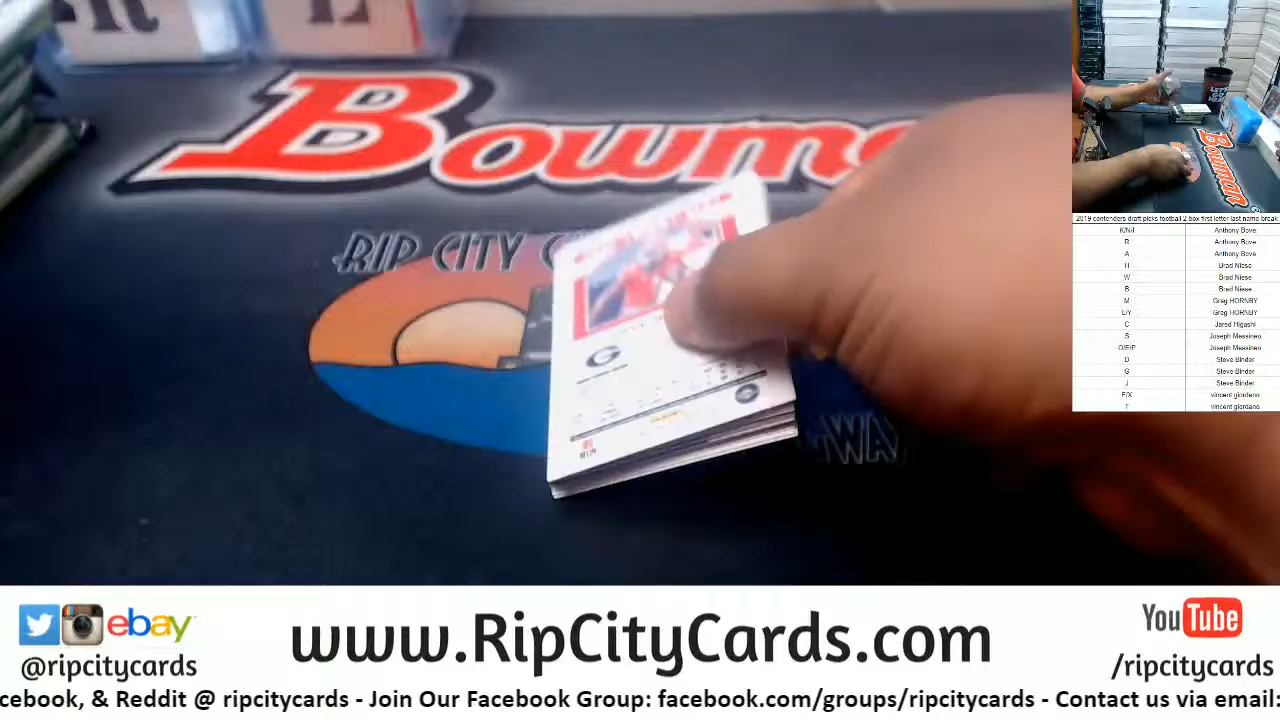 R
L
Bowma
RIP CITY C
WAY
G
LET'S
Bowman
2019 contenders draft picks football 2 box first letter last name break
K/N/I Anthony Bove
R Anthony Bove
A Anthony Bove
H Brad Niese
W Brad Niese
B Brad Niese
M Greg HORNBY
L/Y Greg HORNBY
C Jared Higashi
S Joseph Messineo
O/E/P Joseph Messineo
D Steve Binder
G Steve Binder
J Steve Binder
F/X vincent giordano
T vincent giordano
ebay
@ripcitycards
www.RipCityCards.com
YouTube
/ripcitycards
cebook, & Reddit @ ripcitycards - Join Our Facebook Group: facebook.com/groups/ripcitycards - Contact us via email: